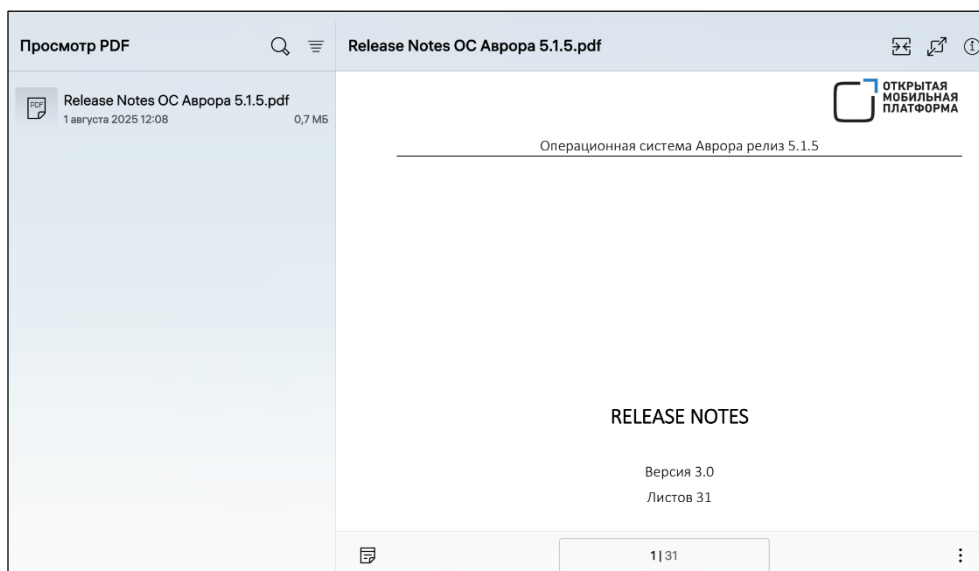 Просмотр PDF
Release Notes ОС Аврора 5.1.5.pdf
PDF
Release Notes ОС Аврора 5.1.5.pdf
1 августа 2025 12:08
0,7 МБ
ОТКРЫТАЯ
МОБИЛЬНАЯ
ПЛАТФОРМА
Операционная система Аврора релиз 5.1.5
RELEASE NOTES
Версия 3.0
Листов 31
1|31